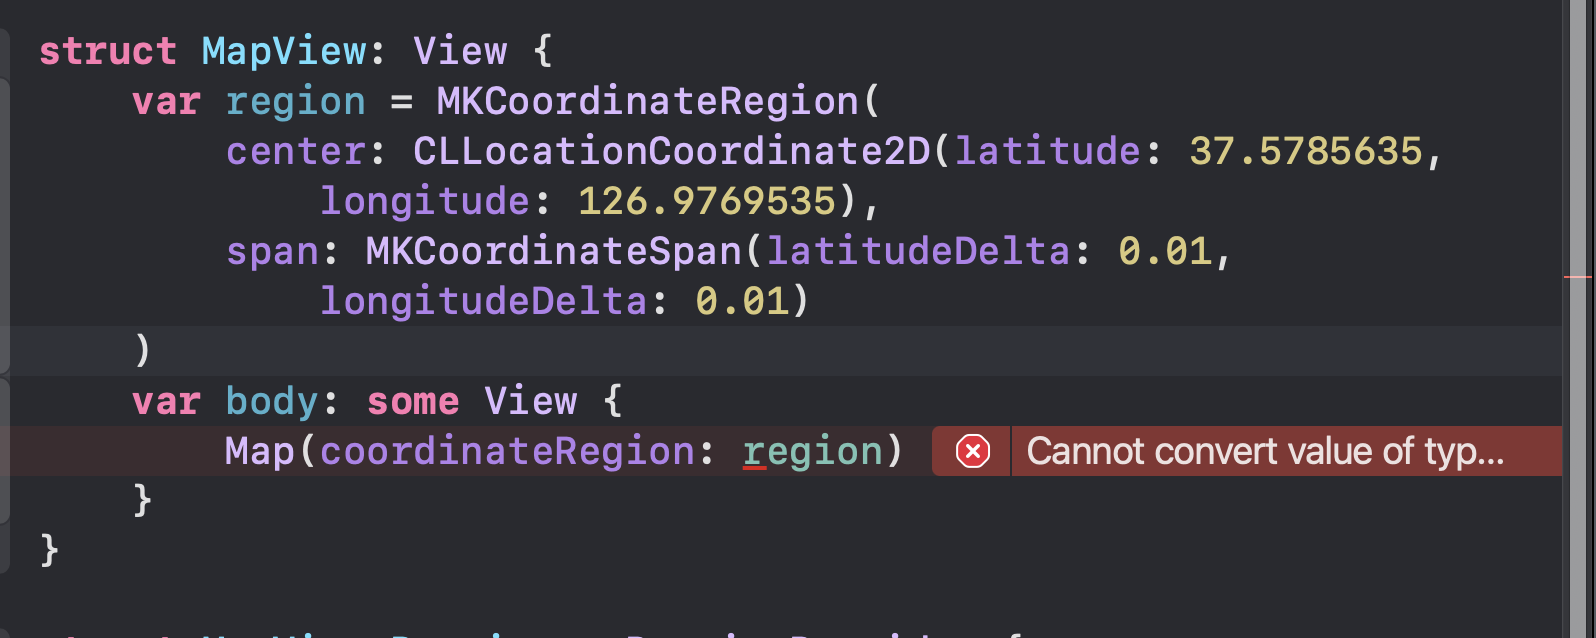 struct MapView: View {
var region = MKCoordinateRegion(
center: CLLocationCoordinate2D(latitude: 37.5785635,
longitude: 126.9769535),
span: MKCoordinateSpan(latitudeDelta: 0.01,
longitudeDelta: 0.01)
)
var body: some View {
Map(coordinateRegion: region) Cannot convert value of typ...
}
}